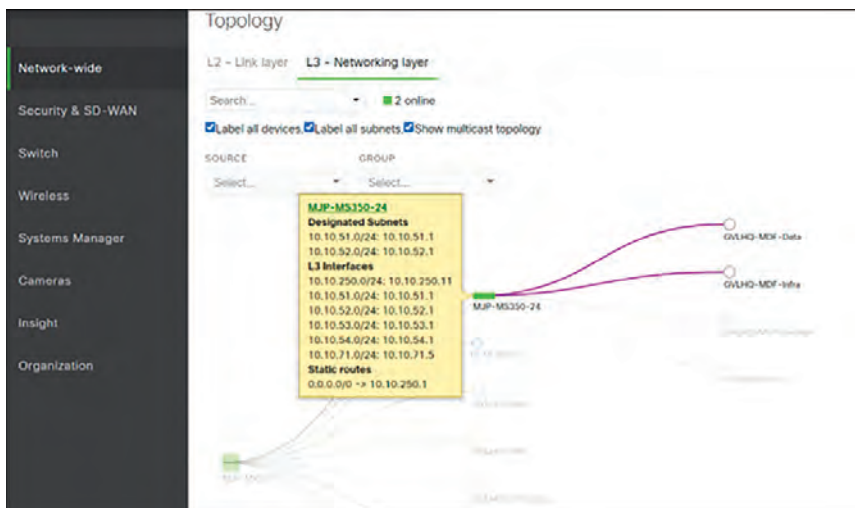 Topology
Network-wide
Security & SD-WAN
Switch
Wireless
Systems Manager
Cameras
Insight
Organization
L2 - Link layer L3 - Networking layer
Search... 2 online
Label all devices, Label all subnets, Show multicast topology
SOURCE GROUP
Select... Select...
MJP-MS350-24
Designated Subnets
10.10.51.0/24: 10.10.51.1
10.10.52.0/24: 10.10.52.1
L3 Interfaces
10.10.250.0/24: 10.10.250.11
10.10.51.0/24: 10.10.51.1
10.10.52.0/24: 10.10.52.1
10.10.53.0/24: 10.10.53.1
10.10.54.0/24: 10.10.54.1
10.10.71.0/24: 10.10.71.5
Static routes
0.0.0.0/0 -> 10.10.250.1
MJP-MS350-24
GVLHQ-MDF-Data
GVLHQ-MDF-Infra